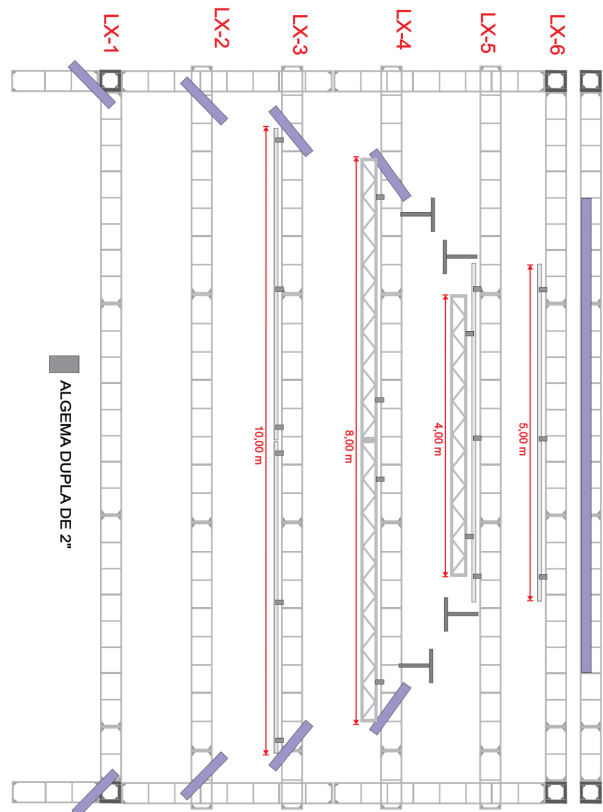 LX-1
LX-2
LX-3
LX-4
LX-5
LX-6
10,00 m
8,00 m
4,00 m
5,00 m
ALGEMA DUPLA DE 2"